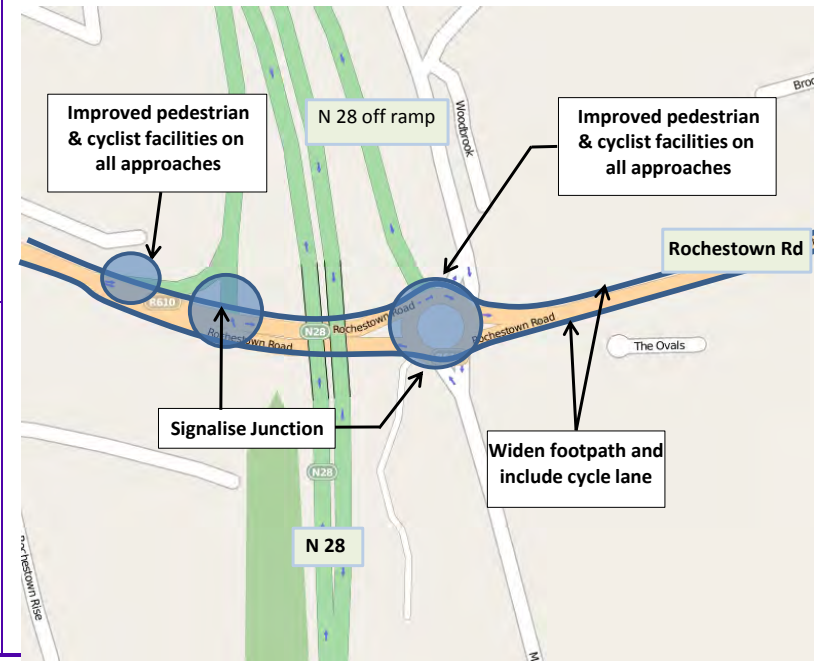 Improved pedestrian
& cyclist facilities on
all approaches
N 28 off ramp
Woodbrook
Improved pedestrian
& cyclist facilities on
all approaches
Rochestown Rd
R610
Rochestown Road
N28
Rochestown Road
Rochestown Road
The Ovals
Signalise Junction
Widen footpath and
include cycle lane
N28
N 28
Rochestown Rise